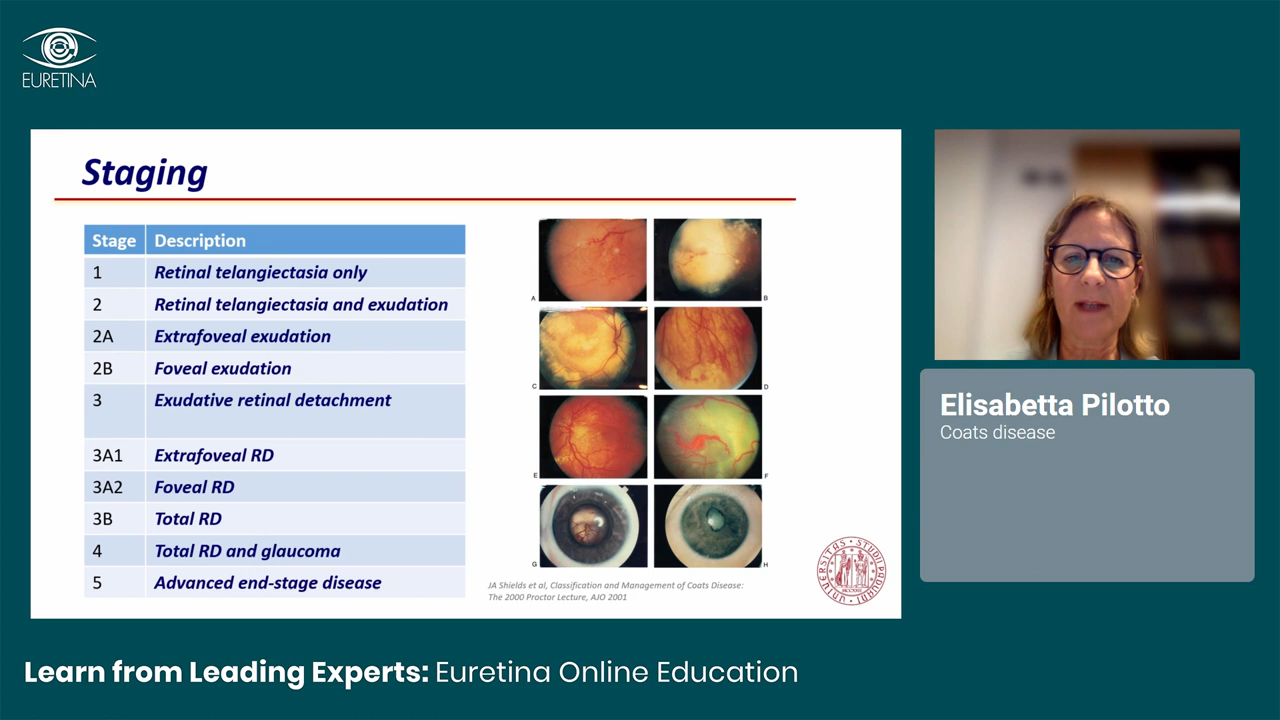 EURETINA
Staging
Stage Description
1 Retinal telangiectasia only
2 Retinal telangiectasia and exudation
2A Extrafoveal exudation
2B Foveal exudation
3 Exudative retinal detachment
3A1 Extrafoveal RD
3A2 Foveal RD
3B Total RD
4 Total RD and glaucoma
5 Advanced end-stage disease
A B
C D
E F
G H
JA Shields et al, Classification and Management of Coats Disease:
The 2000 Proctor Lecture, AJO 2001
Elisabetta Pilotto
Coats disease
Learn from Leading Experts: Euretina Online Education